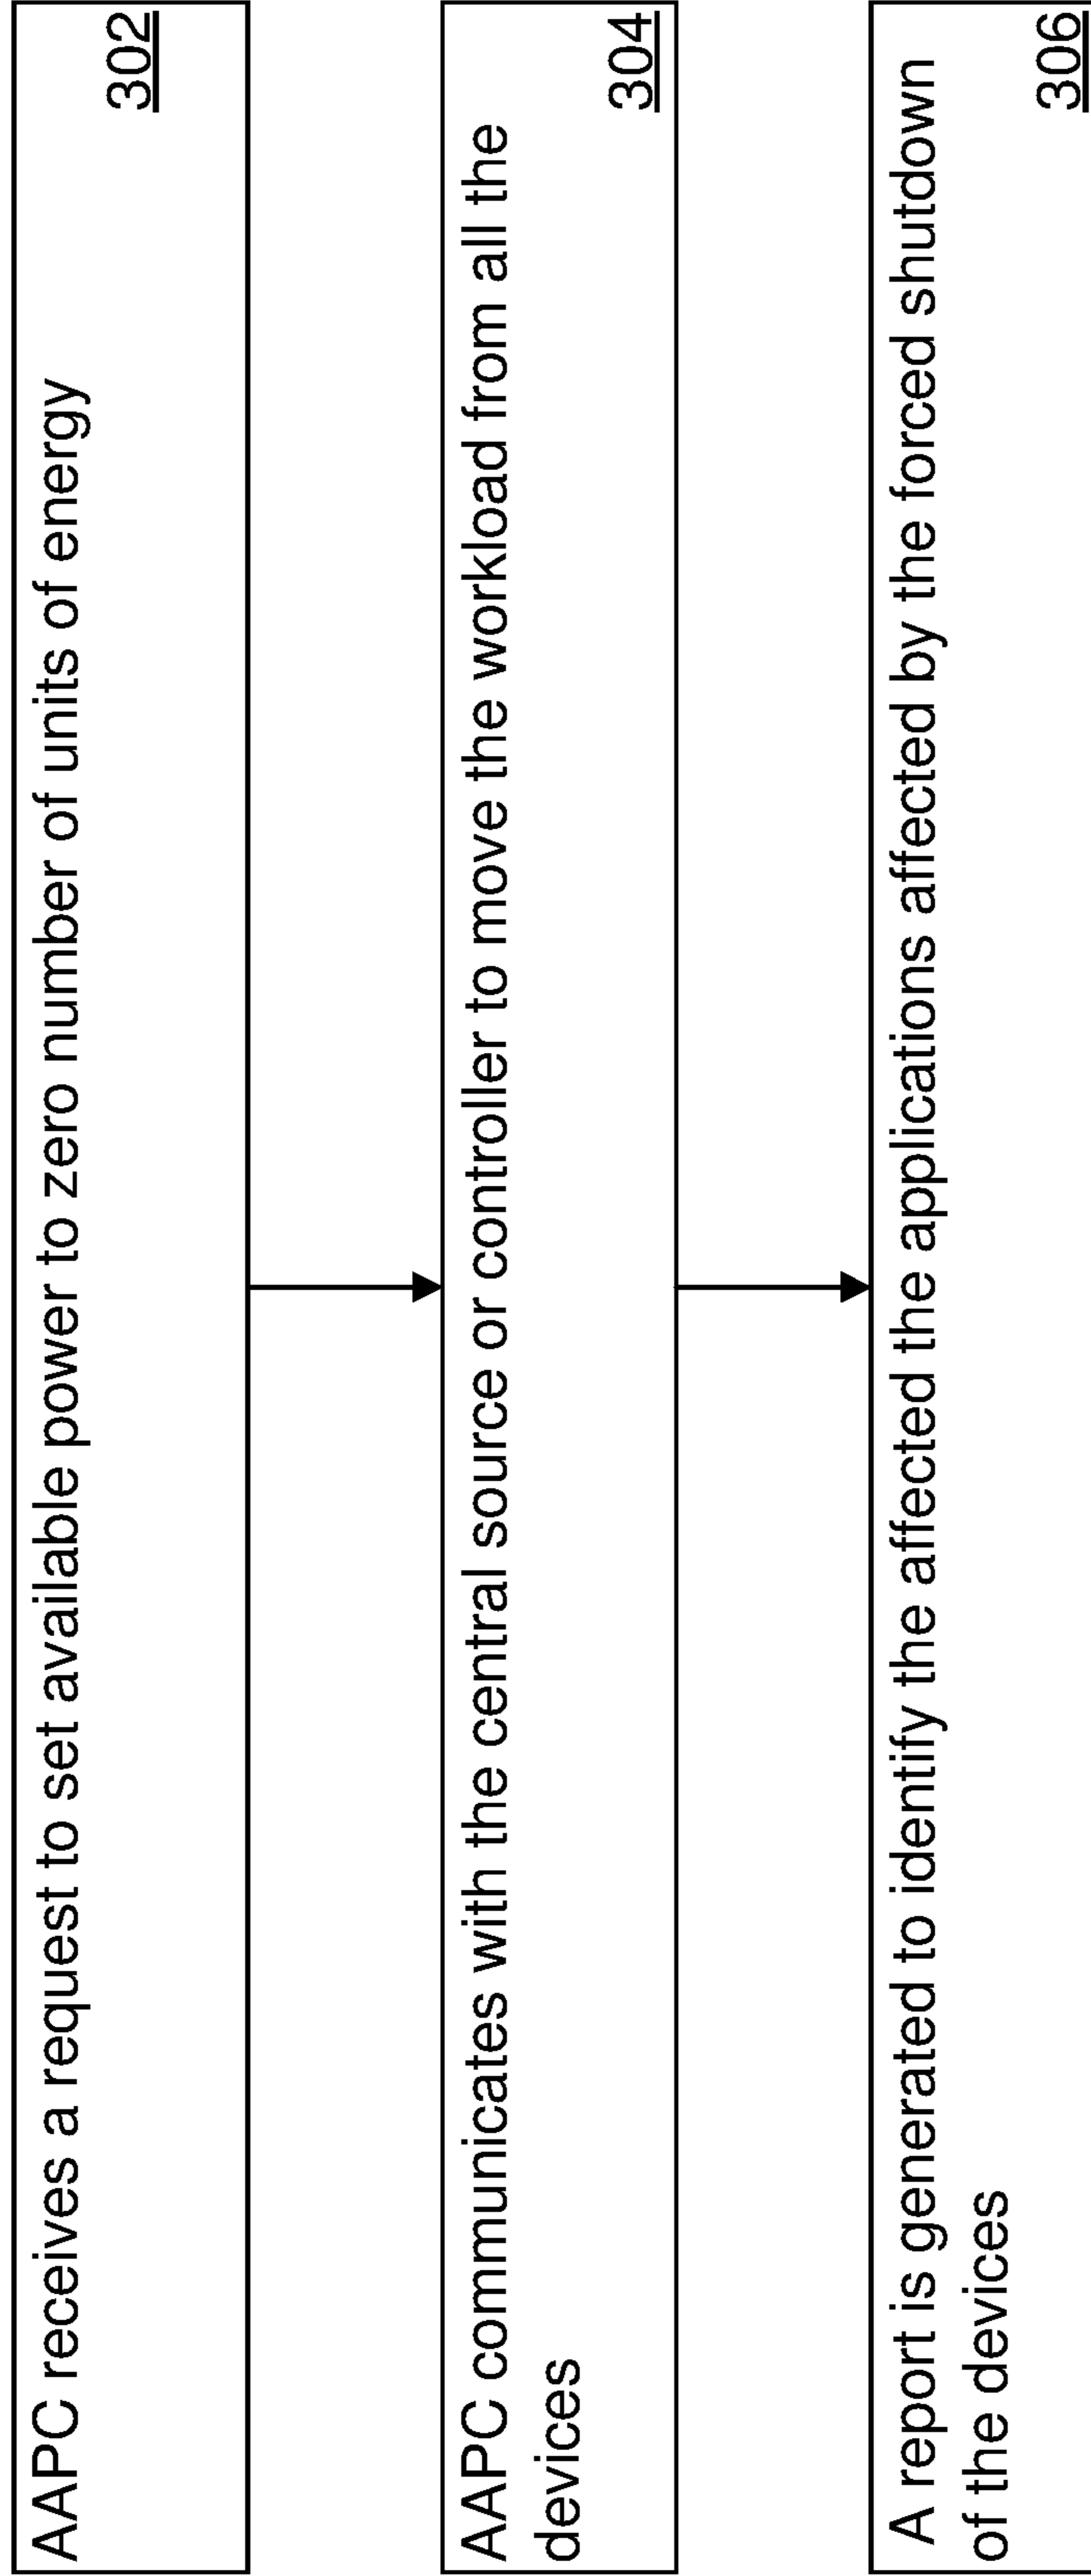 AAPC receives a request to set available power to zero number of units of energy
302
AAPC communicates with the central source or controller to move the workload from all the
devices
304
A report is generated to identify the affected the applications affected by the forced shutdown
of the devices
306